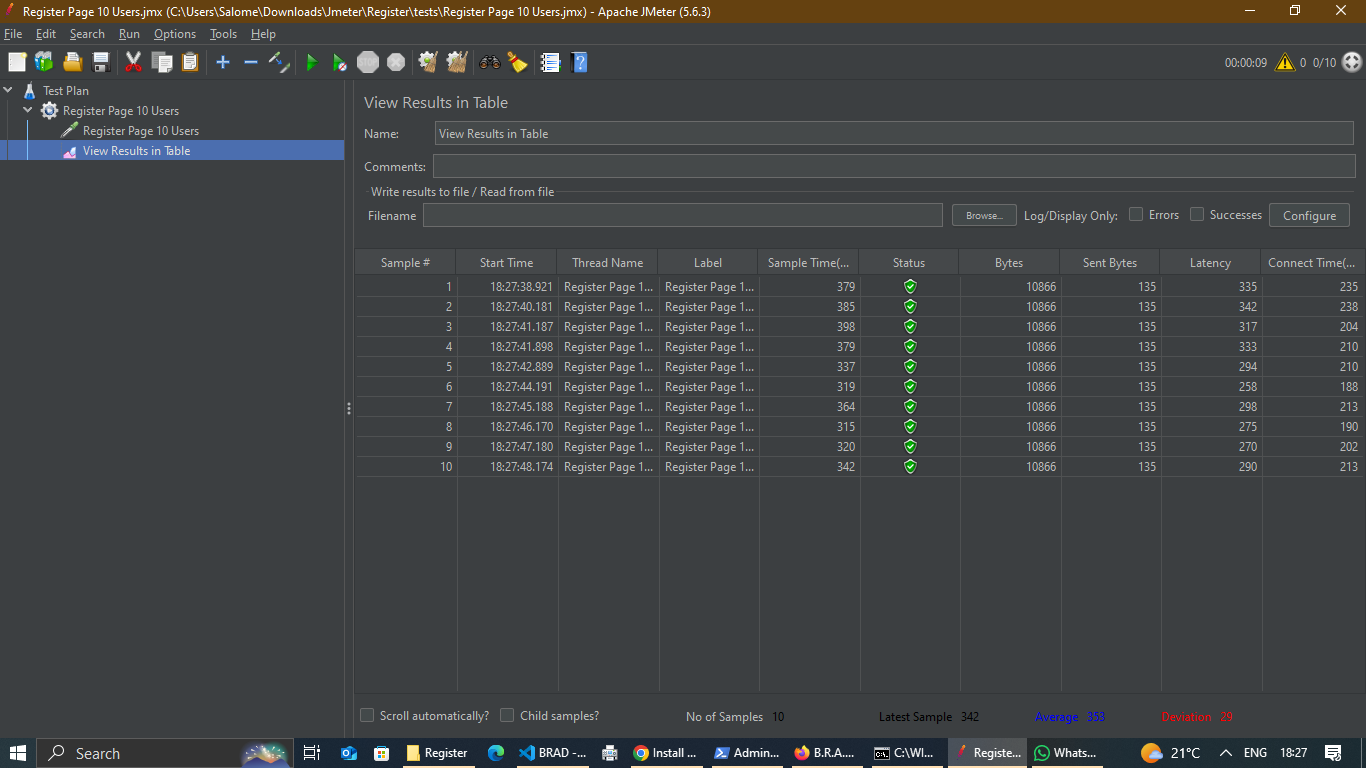 Register Page 10 Users.jmx (C:\Users\Salome\Downloads\Jmeter\Register\tests\Register Page 10 Users.jmx) - Apache JMeter (5.6.3)
File Edit Search Run Options Tools Help
STOP 00:00:09 0 0/10
Test Plan
Register Page 10 Users
Register Page 10 Users
View Results in Table
View Results in Table
Name: View Results in Table
Comments:
Write results to file / Read from file
Filename Browse... Log/Display Only: Errors Successes Configure
Sample # Start Time Thread Name Label Sample Time(... Status Bytes Sent Bytes Latency Connect Time(...
1 18:27:38.921 Register Page 1... Register Page 1... 379 10866 135 335 235
2 18:27:40.181 Register Page 1... Register Page 1... 385 10866 135 342 238
3 18:27:41.187 Register Page 1... Register Page 1... 398 10866 135 317 204
4 18:27:41.898 Register Page 1... Register Page 1... 379 10866 135 333 210
5 18:27:42.889 Register Page 1... Register Page 1... 337 10866 135 294 210
6 18:27:44.191 Register Page 1... Register Page 1... 319 10866 135 258 188
7 18:27:45.188 Register Page 1... Register Page 1... 364 10866 135 298 213
8 18:27:46.170 Register Page 1... Register Page 1... 315 10866 135 275 190
9 18:27:47.180 Register Page 1... Register Page 1... 320 10866 135 270 202
10 18:27:48.174 Register Page 1... Register Page 1... 342 10866 135 290 213
Scroll automatically? Child samples? No of Samples 10 Latest Sample 342 Average 353 Deviation 29
Search Register BRAD -... Install ... Admin... B.R.A.... C:\WI... Registe... Whats... 21°C ENG 18:27